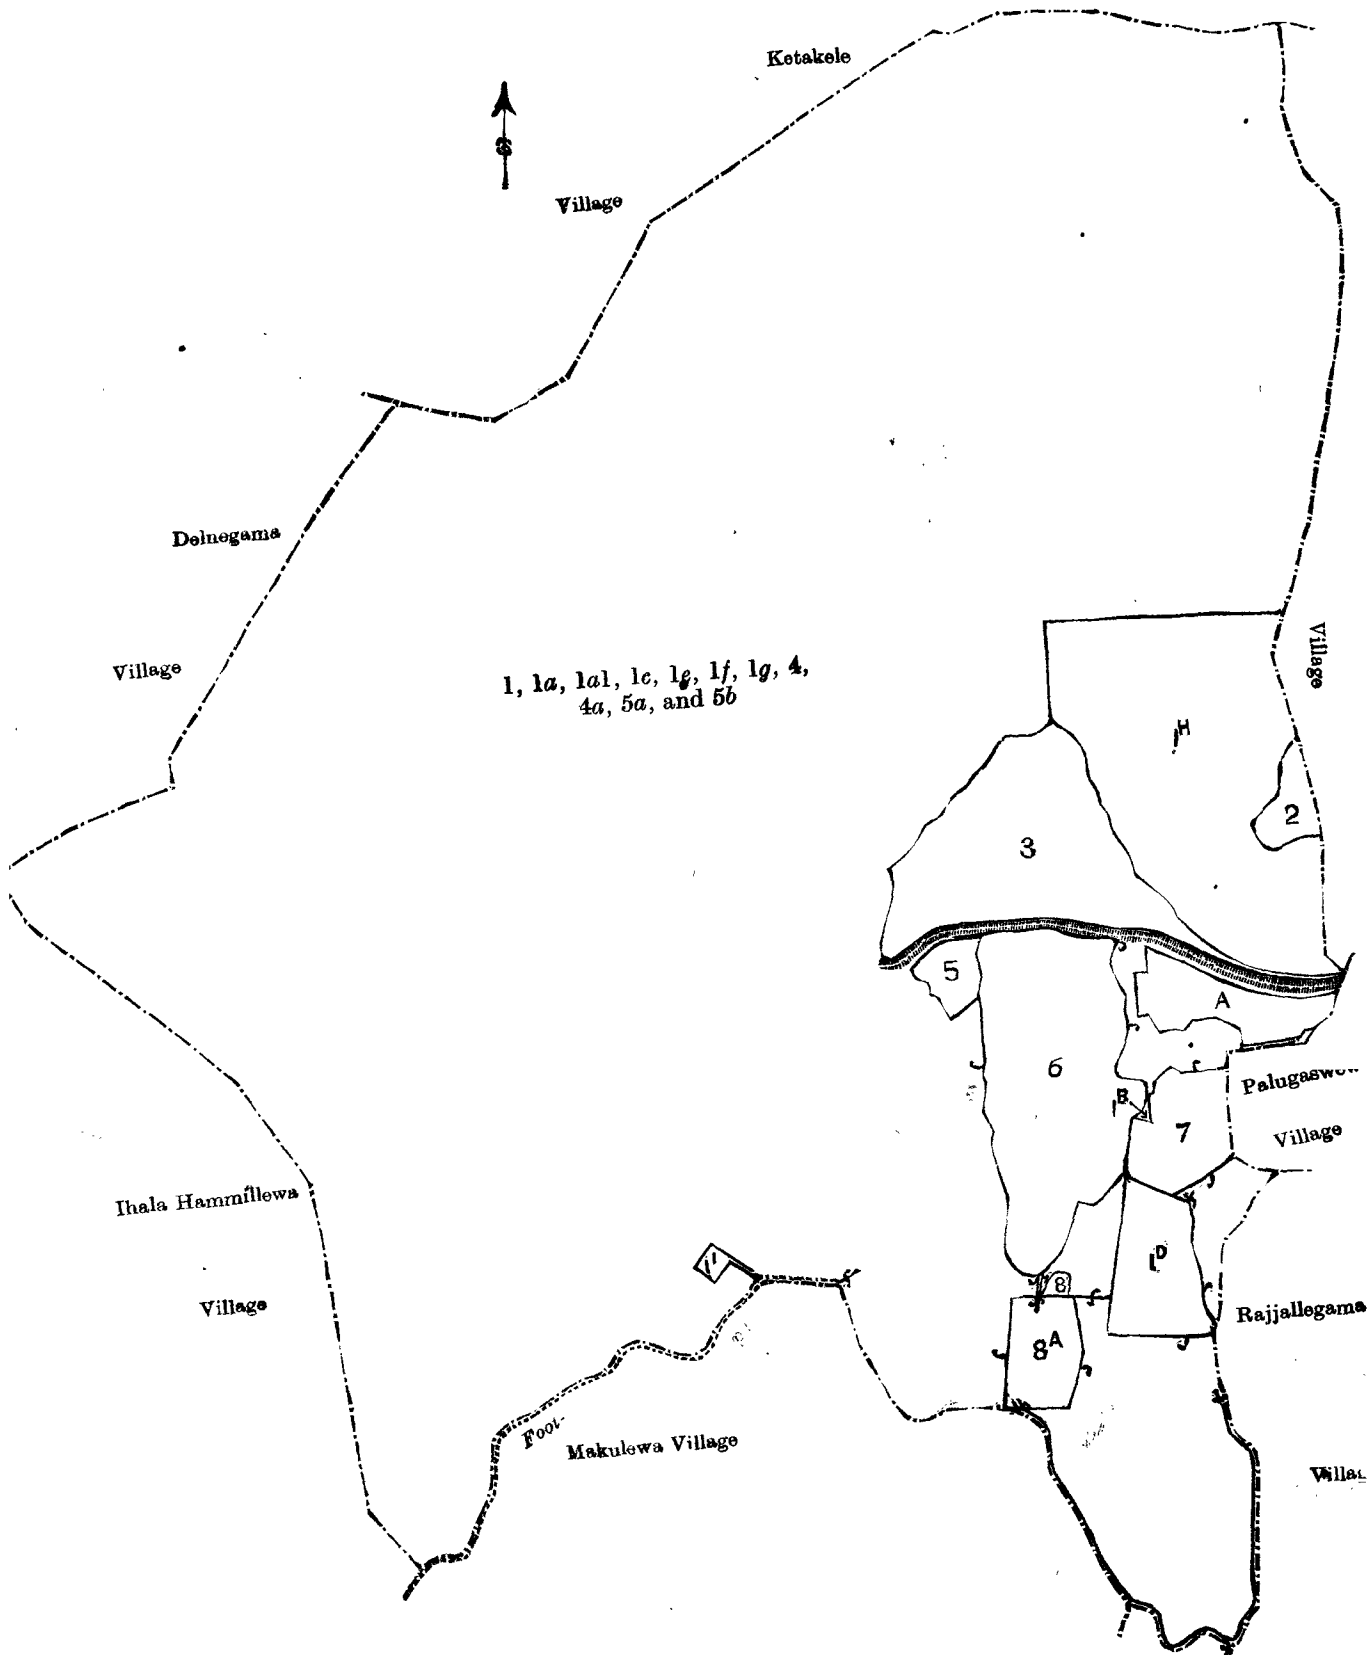 Ketakele
Village
Delnegama
Village
Village
1, 1a, 1a1, 1c, 1e, 1f, 1g, 4,
4a, 5a, and 5b
1H
2
3
5
A
6
1B
7
Village
Ihala Hammillewa
Village
1D
8
8A
Rajjallegama
Foot-
Makulewa Village